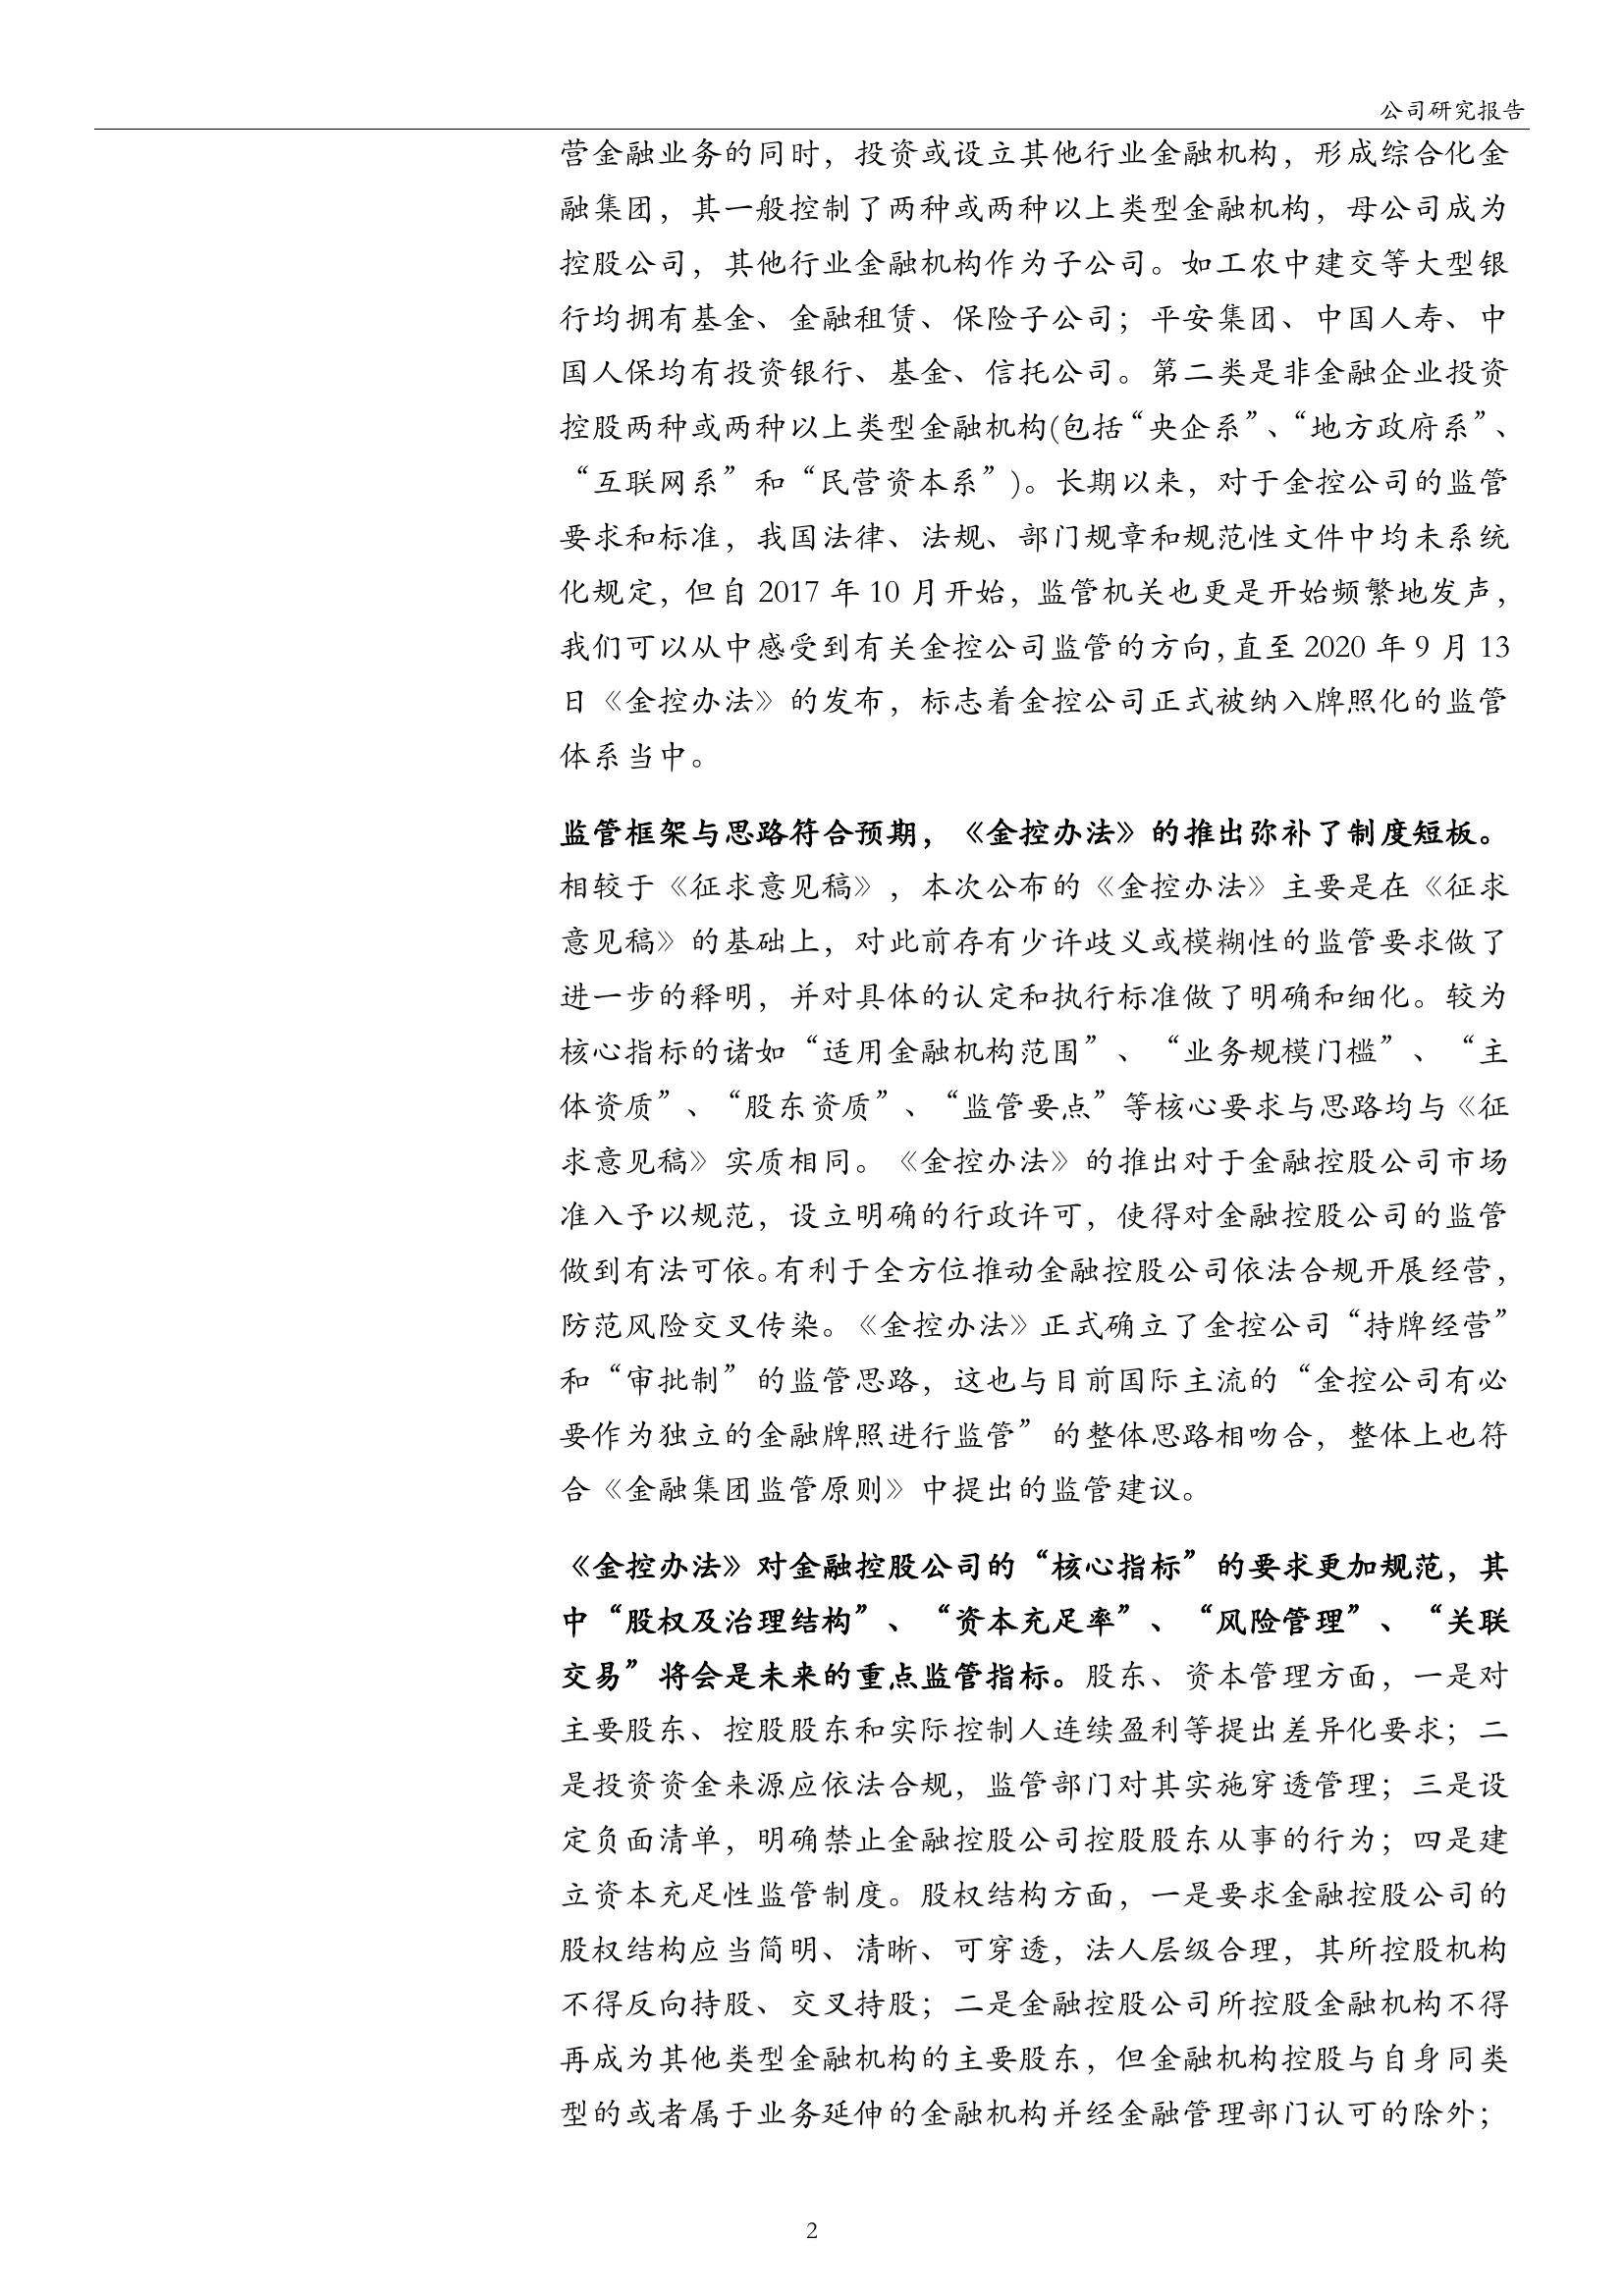 公司研究报告
营金融业务的同时，投资或设立其他行业金融机构，形成综合化金
融集团，其一般控制了两种或两种以上类型金融机构，母公司成为
控股公司，其他行业金融机构作为子公司。如工农中建交等大型银
行均拥有基金、金融租赁、保险子公司；平安集团、中国人寿、中
国人保均有投资银行、基金、信托公司。第二类是非金融企业投资
控股两种或两种以上类型金融机构(包括“央企系”、“地方政府系”、
“互联网系”和“民营资本系”)。长期以来，对于金控公司的监管
要求和标准，我国法律、法规、部门规章和规范性文件中均未系统
化规定，但自 2017 年 10 月开始，监管机关也更是开始频繁地发声，
我们可以从中感受到有关金控公司监管的方向，直至 2020 年 9 月 13
日《金控办法》的发布，标志着金控公司正式被纳入牌照化的监管
体系当中。
监管框架与思路符合预期，《金控办法》的推出弥补了制度短板。
相较于《征求意见稿》，本次公布的《金控办法》主要是在《征求
意见稿》的基础上，对此前存有少许歧义或模糊性的监管要求做了
进一步的释明，并对具体的认定和执行标准做了明确和细化。较为
核心指标的诸如“适用金融机构范围”、“业务规模门槛”、“主
体资质”、“股东资质”、“监管要点”等核心要求与思路均与《征
求意见稿》实质相同。《金控办法》的推出对于金融控股公司市场
准入予以规范，设立明确的行政许可，使得对金融控股公司的监管
做到有法可依。有利于全方位推动金融控股公司依法合规开展经营，
防范风险交叉传染。《金控办法》正式确立了金控公司“持牌经营”
和“审批制”的监管思路，这也与目前国际主流的“金控公司有必
要作为独立的金融牌照进行监管”的整体思路相吻合，整体上也符
合《金融集团监管原则》中提出的监管建议。
《金控办法》对金融控股公司的“核心指标”的要求更加规范，其
中“股权及治理结构”、“资本充足率”、“风险管理”、“关联
交易”将会是未来的重点监管指标。股东、资本管理方面，一是对
主要股东、控股股东和实际控制人连续盈利等提出差异化要求；二
是投资资金来源应依法合规，监管部门对其实施穿透管理；三是设
定负面清单，明确禁止金融控股公司控股股东从事的行为；四是建
立资本充足性监管制度。股权结构方面，一是要求金融控股公司的
股权结构应当简明、清晰、可穿透，法人层级合理，其所控股机构
不得反向持股、交叉持股；二是金融控股公司所控股金融机构不得
再成为其他类型金融机构的主要股东，但金融机构控股与自身同类
型的或者属于业务延伸的金融机构并经金融管理部门认可的除外；
2